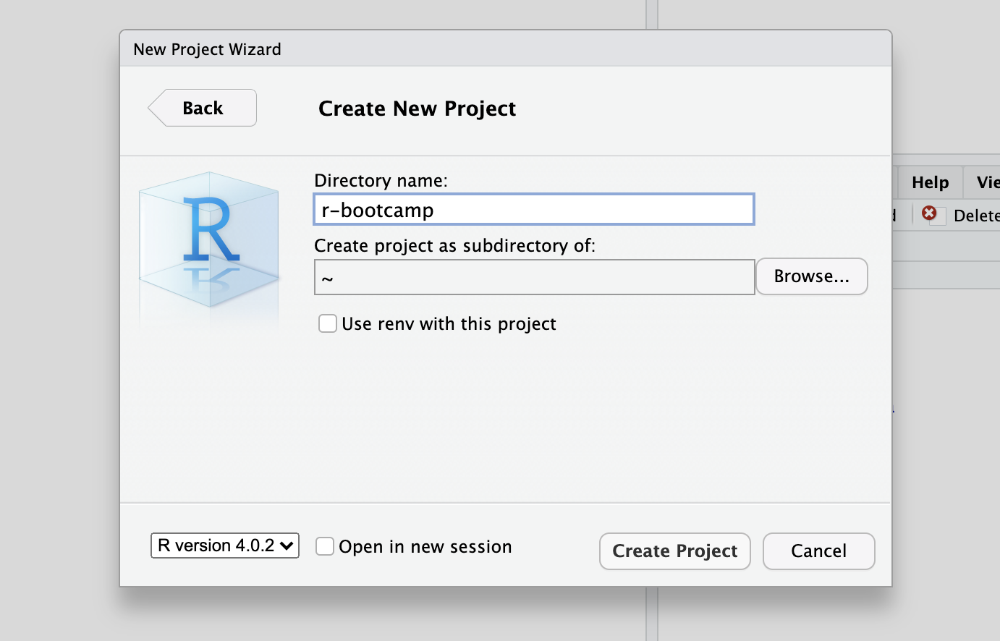 New Project Wizard
Back
Create New Project
R
Directory name:
r-bootcamp
Create project as subdirectory of:
~
Browse...
Use renv with this project
Help
Delete
R version 4.0.2
Open in new session
Create Project
Cancel